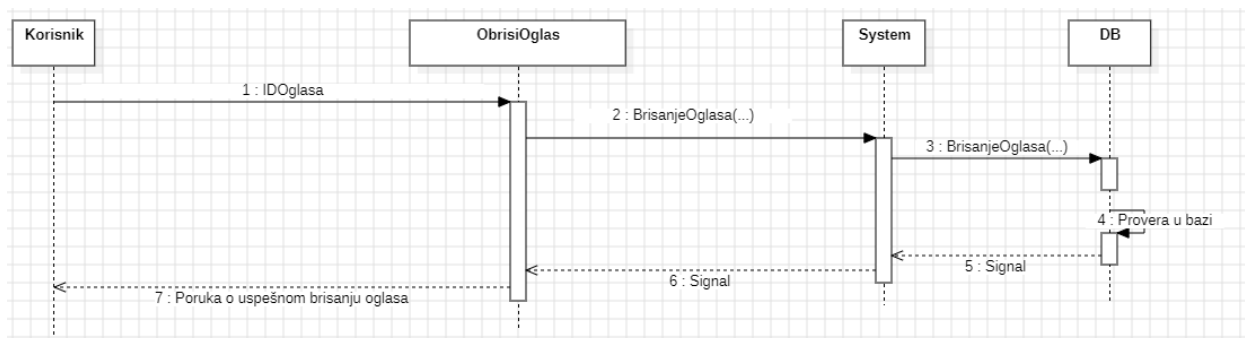 Korisnik
ObrisiOglas
System
DB
1 : IDOglasa
2 : BrisanjeOglasa(...)
3 : BrisanjeOglasa(...)
4 : Provera u bazi
5 : Signal
6 : Signal
7 : Poruka o uspešnom brisanju oglasa